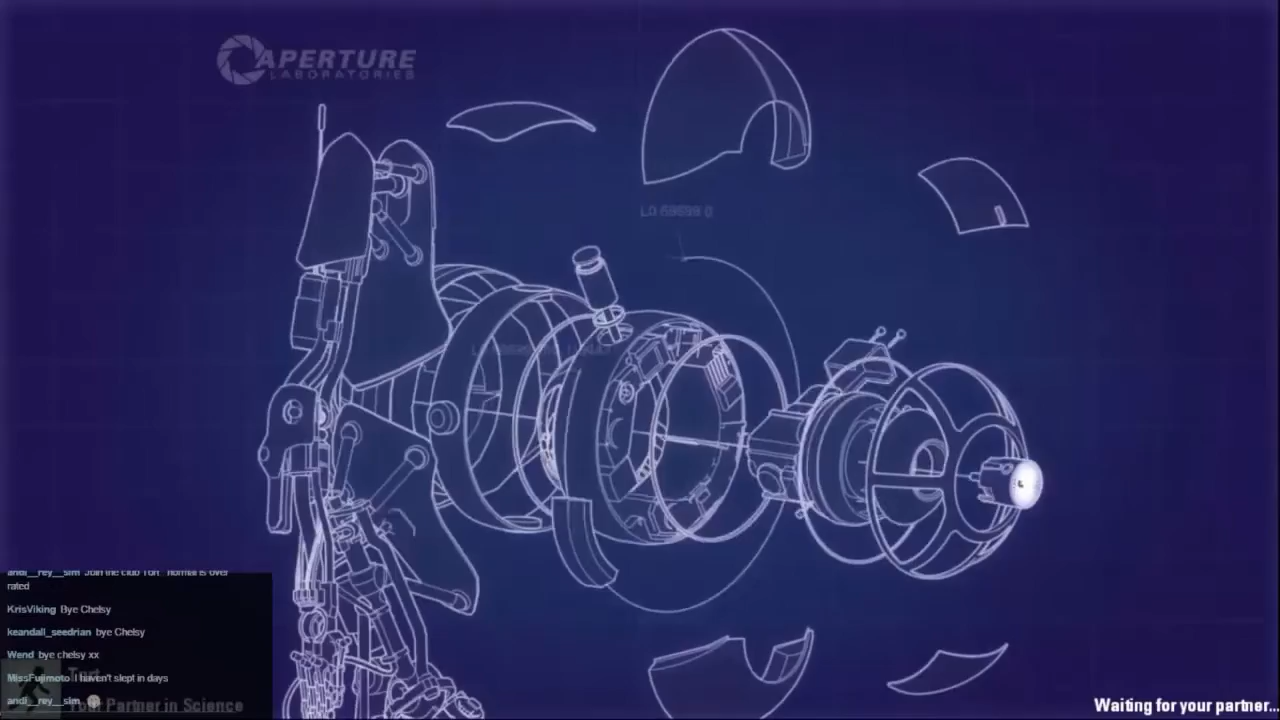 APERTURE
LABORATORIES
andi__rey__sim Join the club Tori normal is over
rated
KrisViking Bye Chelsy
keandall_seedrian bye Chelsy
Wend bye chelsy xx
MissFujimoto I haven't slept in days
andi__rey__sim
Your Partner in Science
Waiting for your partner...